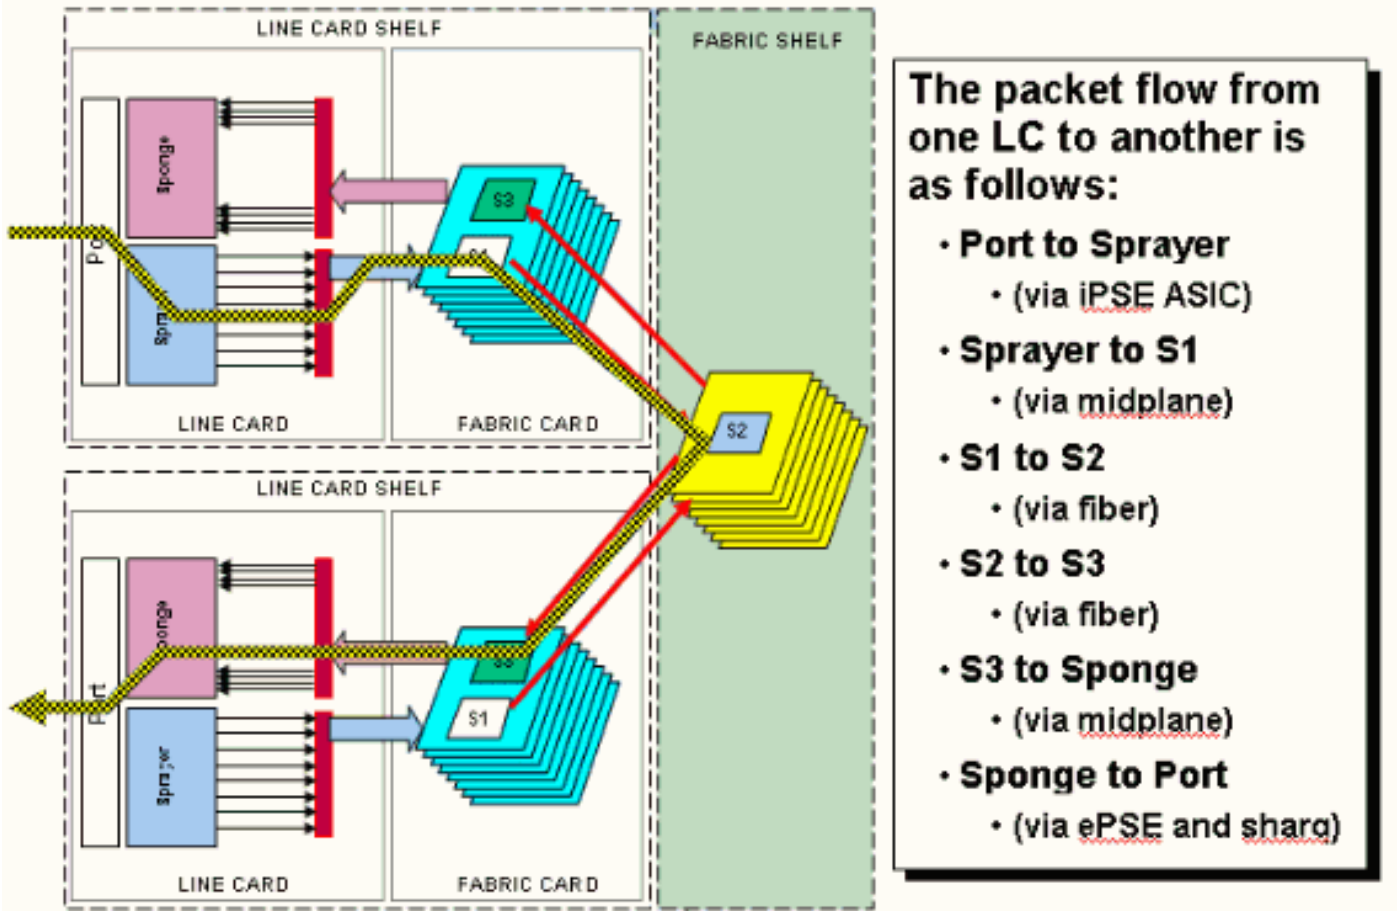 LINE CARD SHELF
FABRIC SHELF
Sponge
S3
LINE CARD
FABRIC CARD
S2
LINE CARD SHELF
Port
S1
Sprayer
LINE CARD
FABRIC CARD
The packet flow from
one LC to another is
as follows:
• Port to Sprayer
• (via iPSE ASIC)
• Sprayer to S1
• (via midplane)
• S1 to S2
• (via fiber)
• S2 to S3
• (via fiber)
• S3 to Sponge
• (via midplane)
• Sponge to Port
• (via ePSE and sharq)